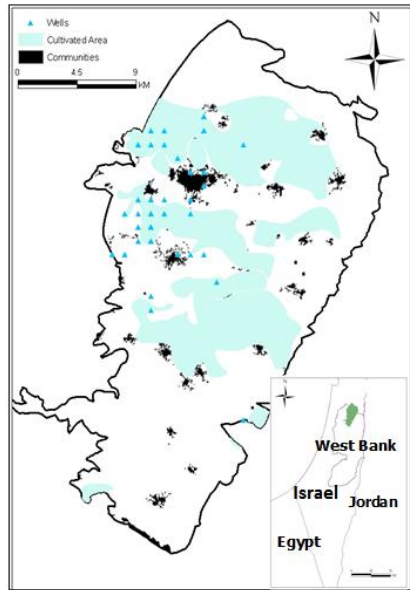 Wells
Cultivated Area
Communities
0 4.5 9
KM
N
N
West Bank
Israel
Jordan
Egypt